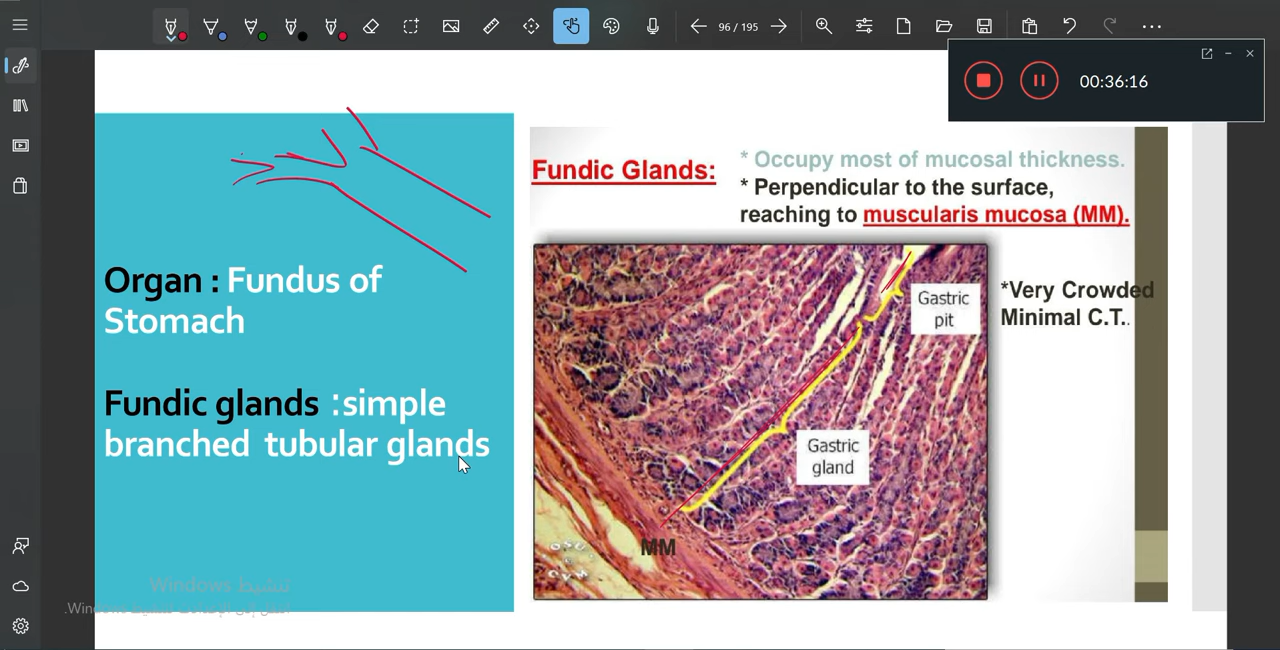 96 / 195
00:36:16
Fundic Glands:
* Occupy most of mucosal thickness.
* Perpendicular to the surface,
reaching to muscularis mucosa (MM).
Organ : Fundus of
Stomach
Fundic glands : simple
branched tubular glands
Gastric
pit
*Very Crowded
Minimal C.T..
Gastric
gland
MM
تنشيط Windows